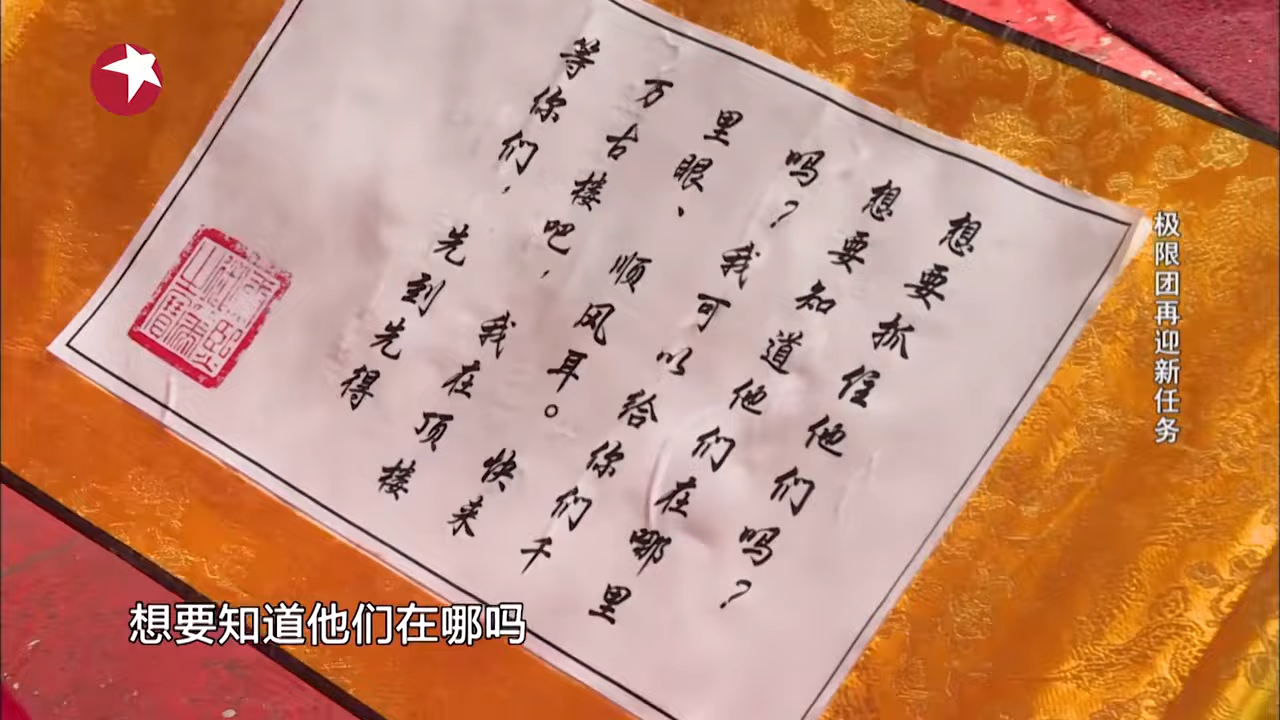 想要抓住他们吗?
想要知道他们在哪里
吗?我可以给你们千
里眼、顺风耳。快来
万古楼吧,我在顶楼
等你们,先到先得
极限团再迎新任务
想要知道他们在哪吗